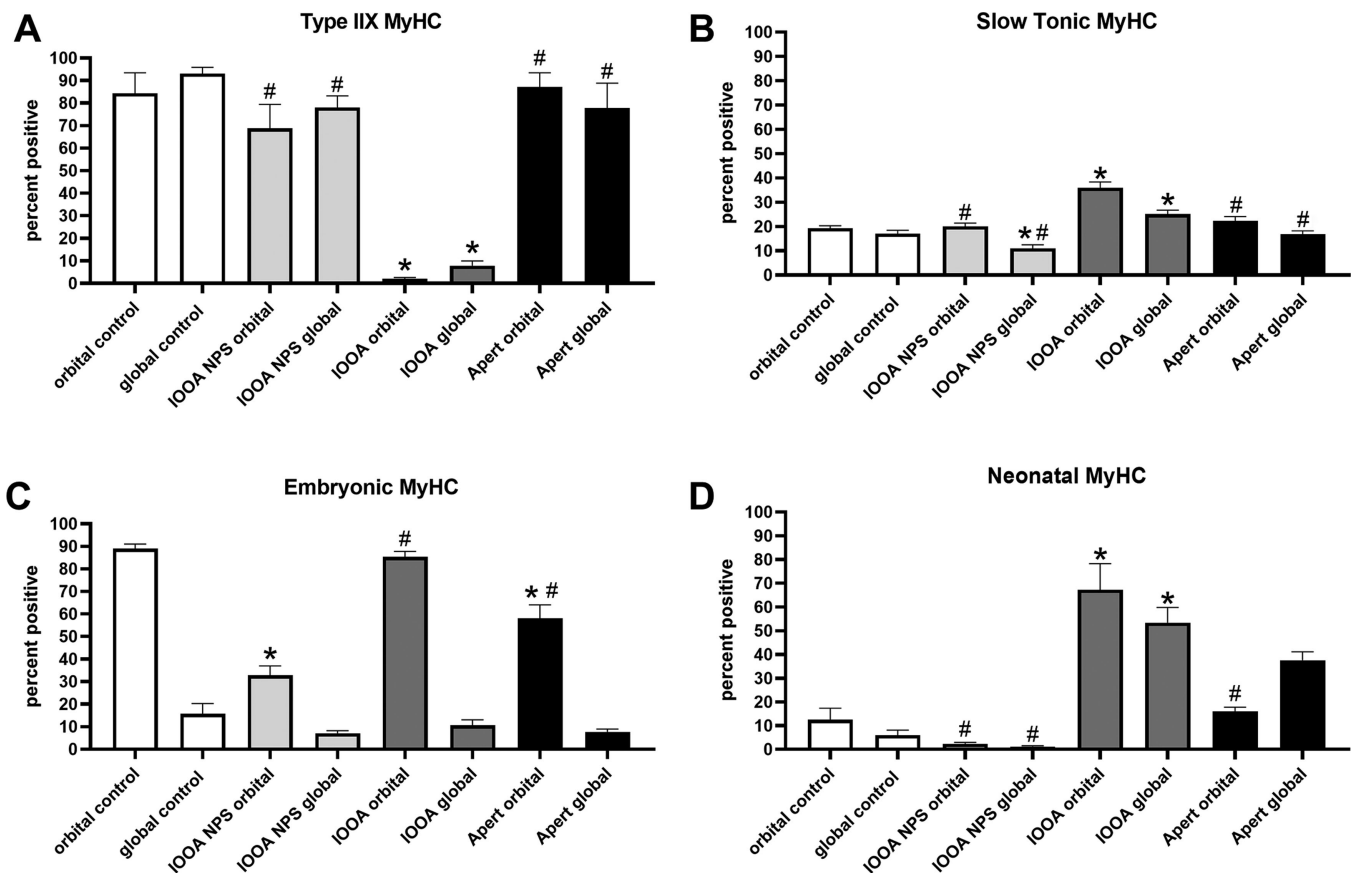 A
Type IIX MyHC
percent positive
100
90
80
70
60
50
40
30
20
10
0
# # * * # #
orbital control
global control
IOOA NPS orbital
IOOA NPS global
IOOA orbital
IOOA global
Apert orbital
Apert global
B
Slow Tonic MyHC
percent positive
100
90
80
70
60
50
40
30
20
10
0
# *# * * # #
orbital control
global control
IOOA NPS orbital
IOOA NPS global
IOOA orbital
IOOA global
Apert orbital
Apert global
C
Embryonic MyHC
percent positive
100
90
80
70
60
50
40
30
20
10
0
* # *#
orbital control
global control
IOOA NPS orbital
IOOA NPS global
IOOA orbital
IOOA global
Apert orbital
Apert global
D
Neonatal MyHC
percent positive
100
90
80
70
60
50
40
30
20
10
0
# # * * #
orbital control
global control
IOOA NPS orbital
IOOA NPS global
IOOA orbital
IOOA global
Apert orbital
Apert global